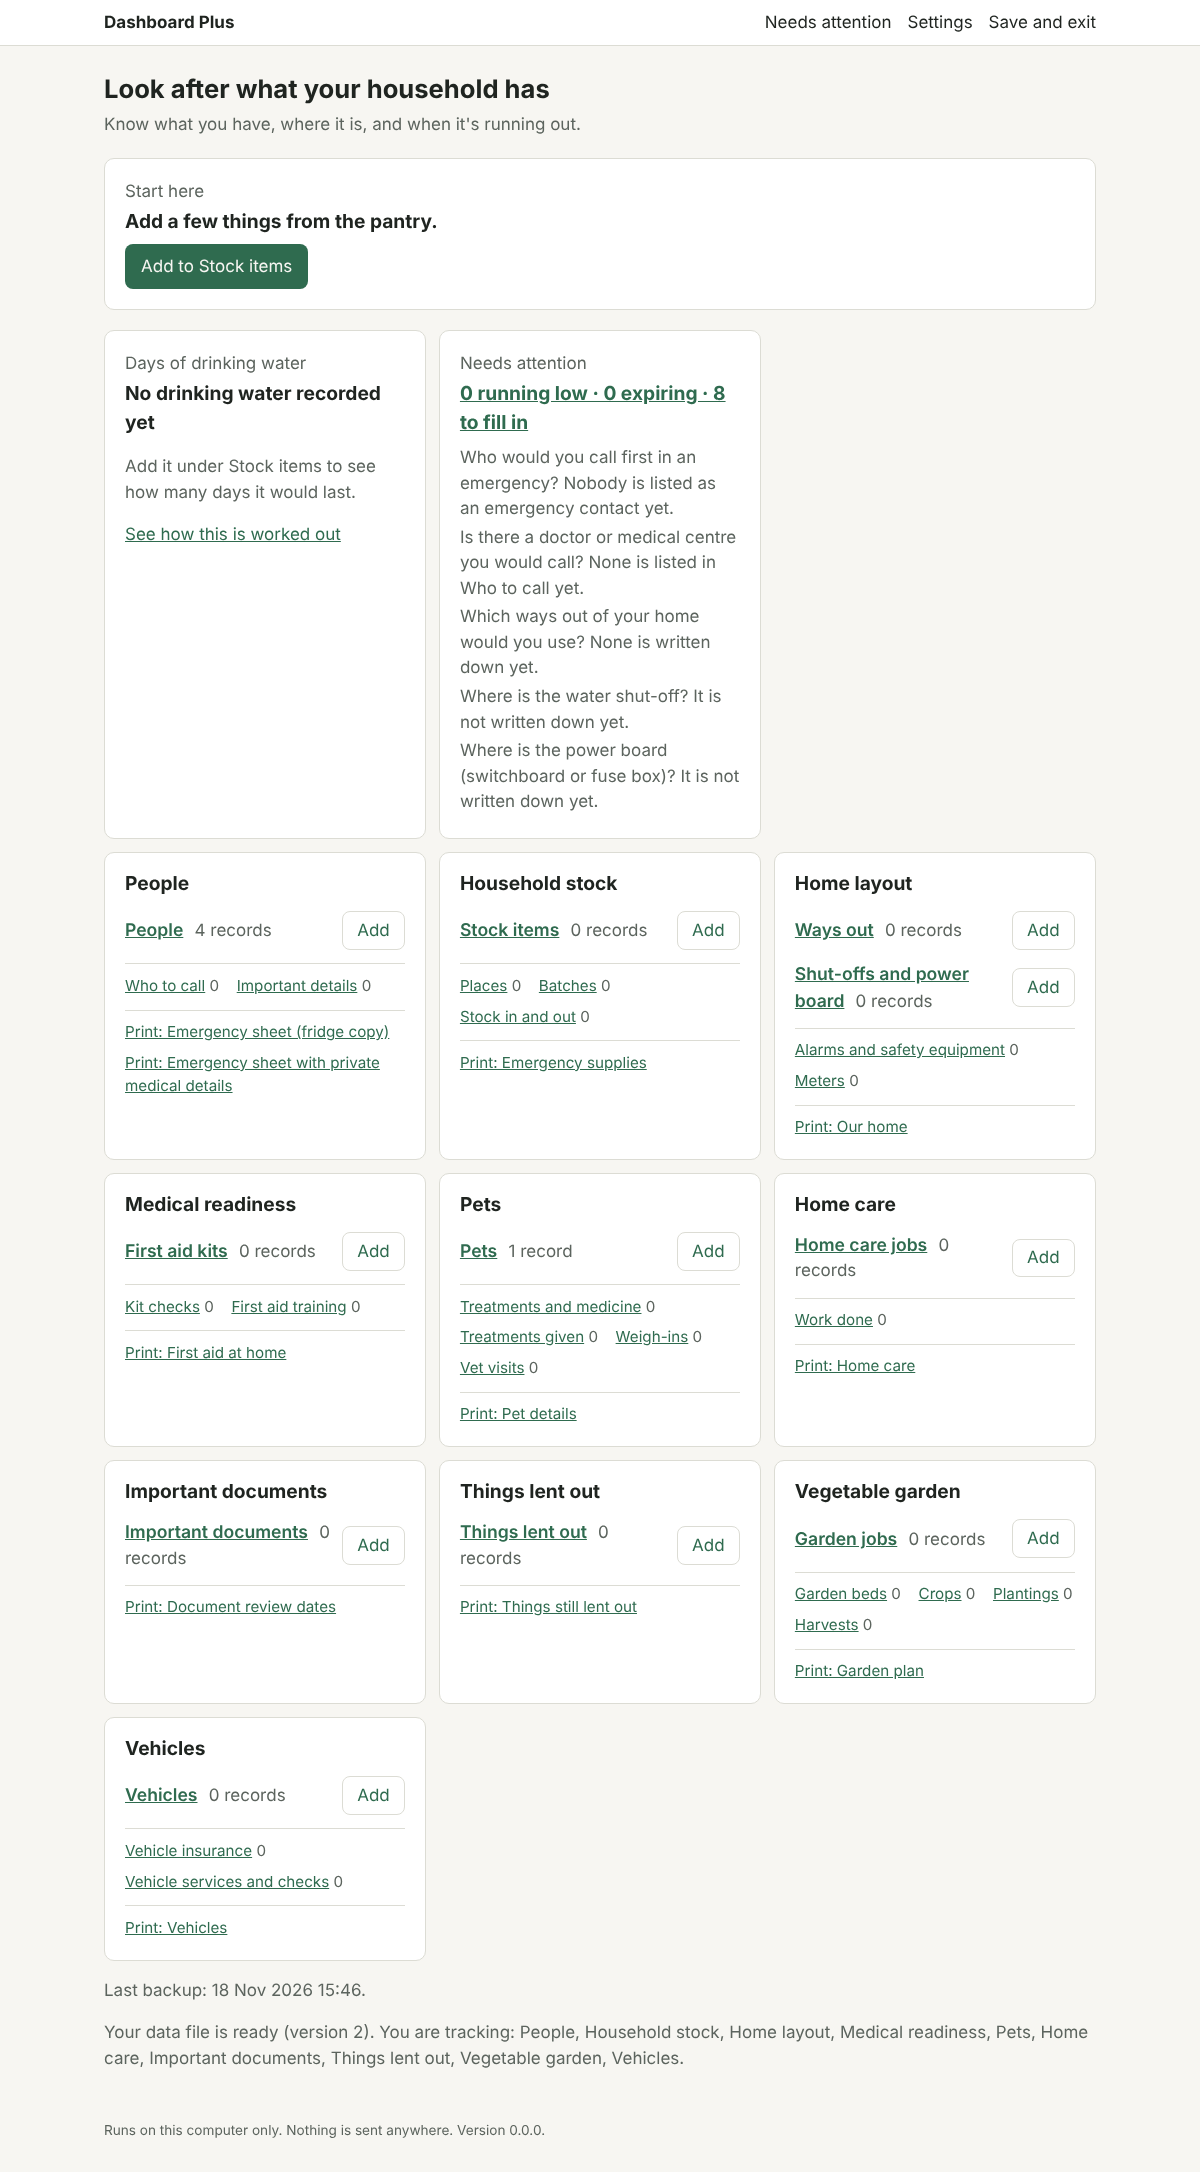 Dashboard Plus
Needs attention Settings Save and exit
Look after what your household has
Know what you have, where it is, and when it's running out.
Start here
Add a few things from the pantry.
Add to Stock items
Days of drinking water
No drinking water recorded
yet
Add it under Stock items to see
how many days it would last.
See how this is worked out
Needs attention
0 running low · 0 expiring · 8
to fill in
Who would you call first in an
emergency? Nobody is listed as
an emergency contact yet.
Is there a doctor or medical centre
you would call? None is listed in
Who to call yet.
Which ways out of your home
would you use? None is written
down yet.
Where is the water shut-off? It is
not written down yet.
Where is the power board
(switchboard or fuse box)? It is not
written down yet.
People
People 4 records Add
Who to call 0 Important details 0
Print: Emergency sheet (fridge copy)
Print: Emergency sheet with private
medical details
Household stock
Stock items 0 records Add
Places 0 Batches 0
Stock in and out 0
Print: Emergency supplies
Home layout
Ways out 0 records Add
Shut-offs and power
board 0 records Add
Alarms and safety equipment 0
Meters 0
Print: Our home
Medical readiness
First aid kits 0 records Add
Kit checks 0 First aid training 0
Print: First aid at home
Pets
Pets 1 record Add
Treatments and medicine 0
Treatments given 0 Weigh-ins 0
Vet visits 0
Print: Pet details
Home care
Home care jobs 0
records Add
Work done 0
Print: Home care
Important documents
Important documents 0
records Add
Print: Document review dates
Things lent out
Things lent out 0
records Add
Print: Things still lent out
Vegetable garden
Garden jobs 0 records Add
Garden beds 0 Crops 0 Plantings 0
Harvests 0
Print: Garden plan
Vehicles
Vehicles 0 records Add
Vehicle insurance 0
Vehicle services and checks 0
Print: Vehicles
Last backup: 18 Nov 2026 15:46.
Your data file is ready (version 2). You are tracking: People, Household stock, Home layout, Medical readiness, Pets, Home
care, Important documents, Things lent out, Vegetable garden, Vehicles.
Runs on this computer only. Nothing is sent anywhere. Version 0.0.0.